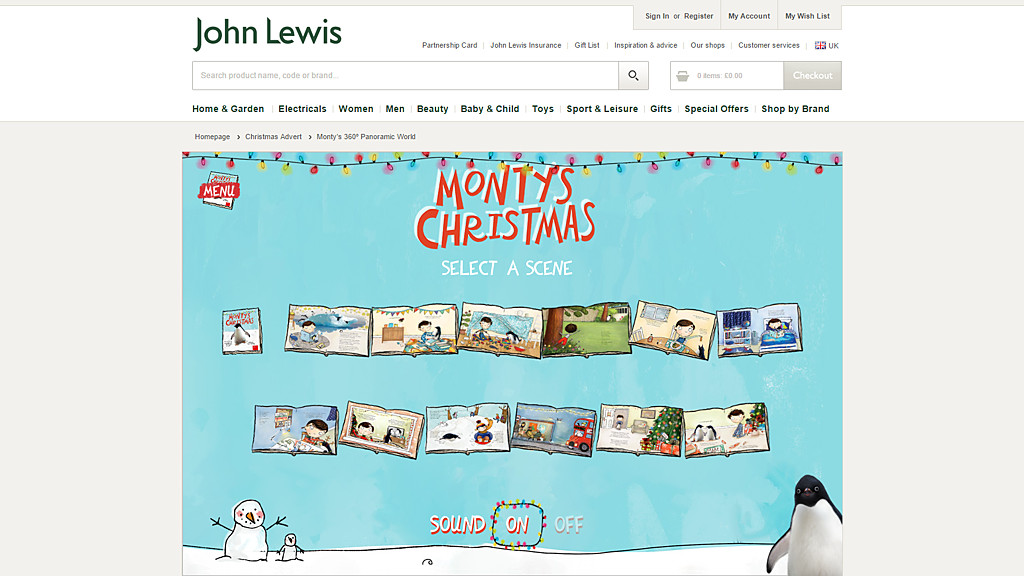 Sign In or Register My Account My Wish List
John Lewis
Partnership Card John Lewis Insurance Gift List Inspiration & advice Our shops Customer services UK
Search product name, code or brand... 0 items: £0.00 Checkout
Home & Garden Electricals Women Men Beauty Baby & Child Toys Sport & Leisure Gifts Special Offers Shop by Brand
Homepage › Christmas Advert › Monty's 360º Panoramic World
MENU
MONTY'S
CHRISTMAS
SELECT A SCENE
MONTY'S
CHRISTMAS
SOUND ON OFF